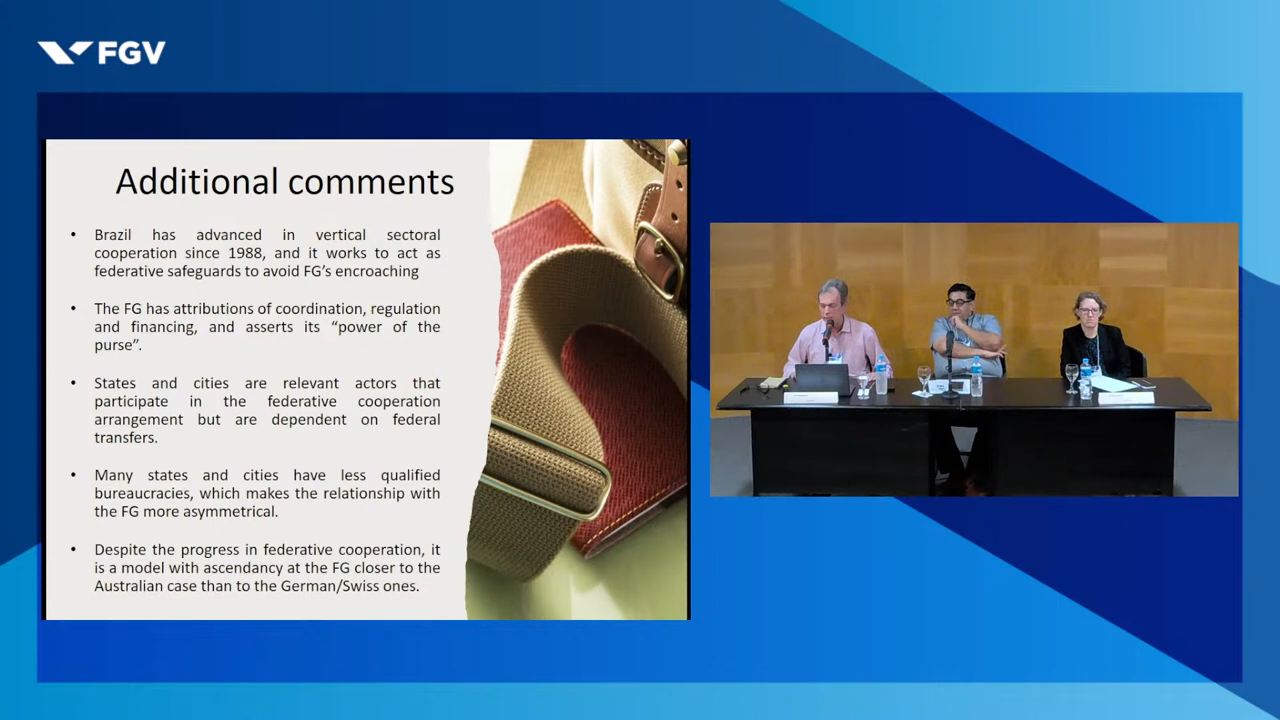 FGV
Additional comments
• Brazil has advanced in vertical sectoral
cooperation since 1988, and it works to act as
federative safeguards to avoid FG’s encroaching
• The FG has attributions of coordination, regulation
and financing, and asserts its “power of the
purse”.
• States and cities are relevant actors that
participate in the federative cooperation
arrangement but are dependent on federal
transfers.
• Many states and cities have less qualified
bureaucracies, which makes the relationship with
the FG more asymmetrical.
• Despite the progress in federative cooperation, it
is a model with ascendancy at the FG closer to the
Australian case than to the German/Swiss ones.